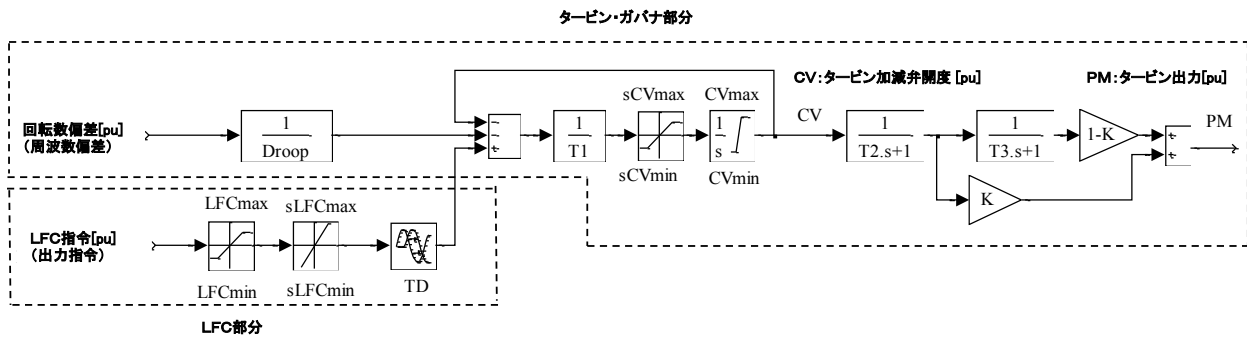 タービン・ガバナ部分
CV:タービン加減弁開度 [pu]
PM:タービン出力[pu]
回転数偏差[pu]
(周波数偏差)
1
Droop
-
-
+
1
T1
sCVmax
sCVmin
CVmax
1
s
CVmin
CV
1
T2.s+1
1
T3.s+1
1-K
K
+
+
PM
LFC指令[pu]
(出力指令)
LFCmax
LFCmin
sLFCmax
sLFCmin
TD
LFC部分